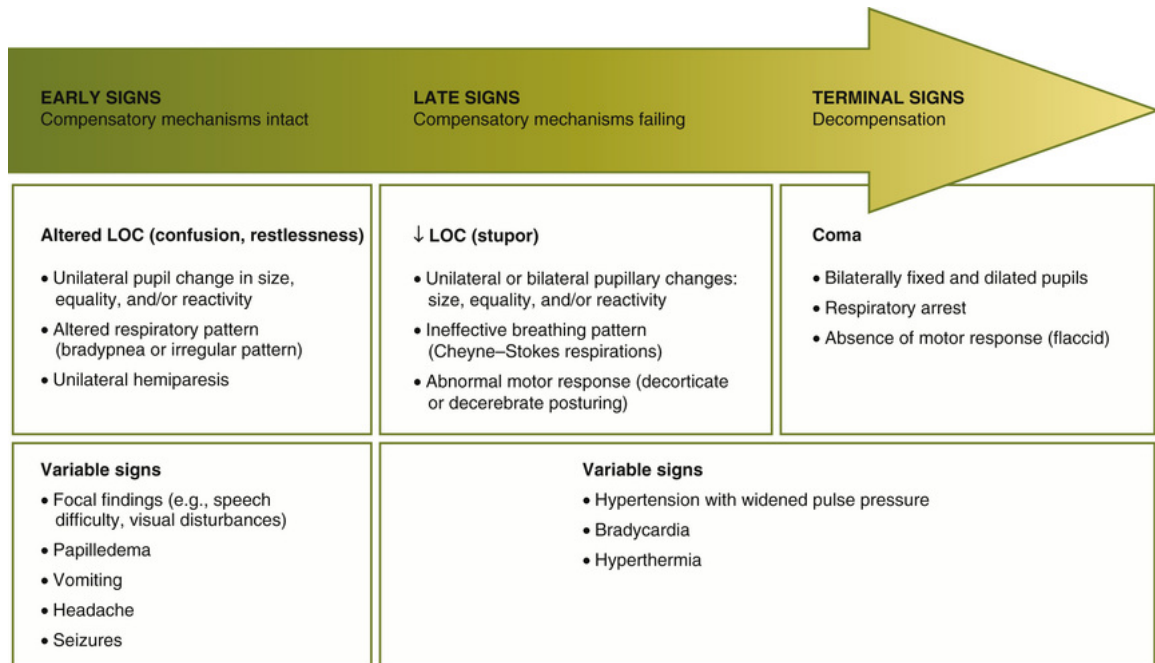 EARLY SIGNS
Compensatory mechanisms intact
LATE SIGNS
Compensatory mechanisms failing
TERMINAL SIGNS
Decompensation
Altered LOC (confusion, restlessness)
• Unilateral pupil change in size,
equality, and/or reactivity
• Altered respiratory pattern
(bradypnea or irregular pattern)
• Unilateral hemiparesis
↓ LOC (stupor)
• Unilateral or bilateral pupillary changes:
size, equality, and/or reactivity
• Ineffective breathing pattern
(Cheyne–Stokes respirations)
• Abnormal motor response (decorticate
or decerebrate posturing)
Coma
• Bilaterally fixed and dilated pupils
• Respiratory arrest
• Absence of motor response (flaccid)
Variable signs
• Focal findings (e.g., speech
difficulty, visual disturbances)
• Papilledema
• Vomiting
• Headache
• Seizures
Variable signs
• Hypertension with widened pulse pressure
• Bradycardia
• Hyperthermia